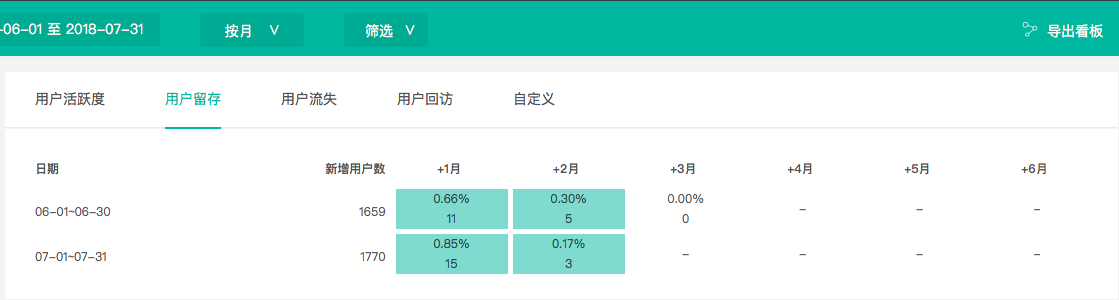 -06-01 至 2018-07-31 按月 ∨ 筛选 ∨ 导出看板
用户活跃度 用户留存 用户流失 用户回访 自定义
日期 新增用户数 +1月 +2月 +3月 +4月 +5月 +6月
0.66% 0.30% 0.00%
06-01~06-30 1659 – – –
11 5 0
0.85% 0.17%
07-01~07-31 1770 – – – –
15 3